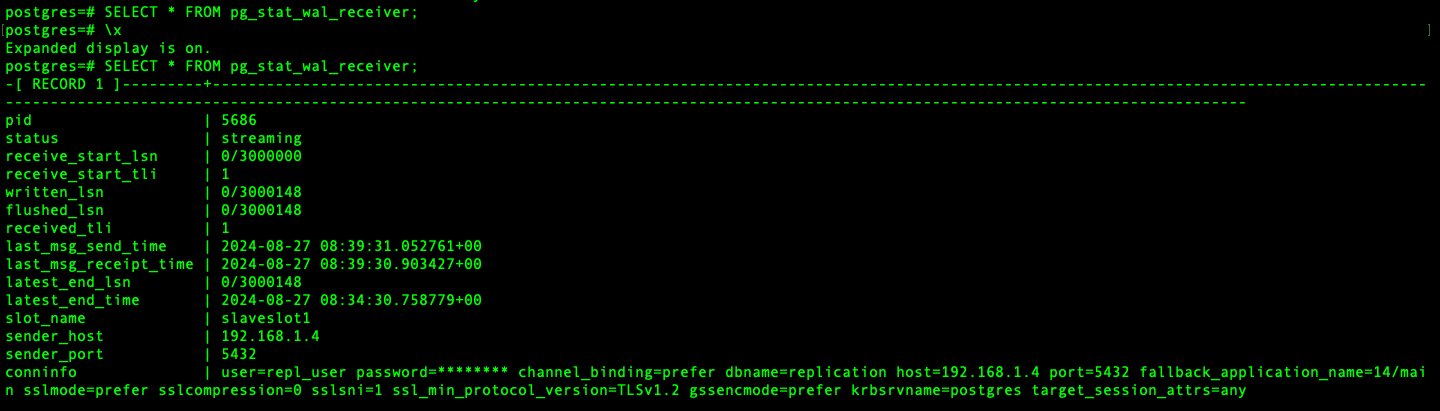 postgres=# SELECT * FROM pg_stat_wal_receiver;
postgres=# \x
Expanded display is on.
postgres=# SELECT * FROM pg_stat_wal_receiver;
-[ RECORD 1 ]---------+---------------------------------------------------------------------------------------------------------------------------------------
------------------------------------------------------------------------------------------------------------------------------------------
pid                   | 5686
status                | streaming
receive_start_lsn     | 0/3000000
receive_start_tli     | 1
written_lsn           | 0/3000148
flushed_lsn           | 0/3000148
received_tli          | 1
last_msg_send_time    | 2024-08-27 08:39:31.052761+00
last_msg_receipt_time | 2024-08-27 08:39:30.903427+00
latest_end_lsn        | 0/3000148
latest_end_time       | 2024-08-27 08:34:30.758779+00
slot_name             | slaveslot1
sender_host           | 192.168.1.4
sender_port           | 5432
conninfo              | user=repl_user password=******** channel_binding=prefer dbname=replication host=192.168.1.4 port=5432 fallback_application_name=14/mai
n sslmode=prefer sslcompression=0 sslsni=1 ssl_min_protocol_version=TLSv1.2 gssencmode=prefer krbsrvname=postgres target_session_attrs=any